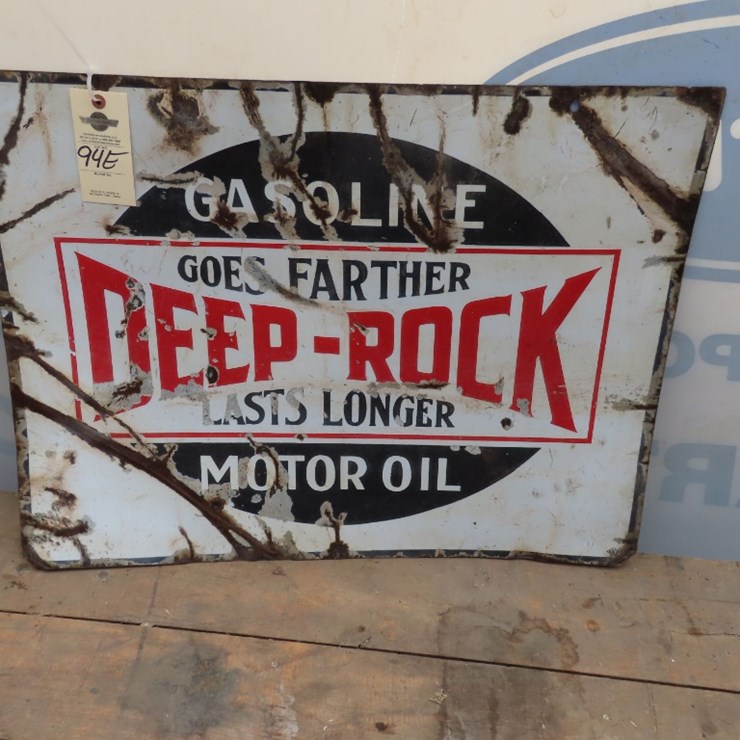 94E
GASOLINE
GOES FARTHER
DEEP-ROCK
LASTS LONGER
MOTOR OIL